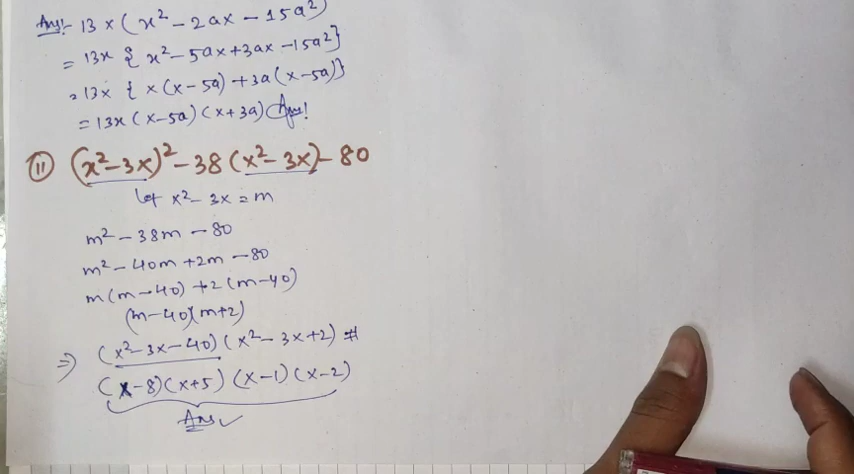 Ans:- 13x(x² - 2ax - 15a²)
= 13x {x² - 5ax + 3ax - 15a²}
= 13x { x(x - 5a) + 3a(x - 5a)}
= 13x (x - 5a) (x + 3a) Ans!
(11) (x² - 3x)² - 38 (x² - 3x) - 80
let x² - 3x = m
m² - 38m - 80
m² - 40m + 2m - 80
m(m - 40) + 2(m - 40)
(m - 40)(m + 2)
⇒ (x² - 3x - 40) (x² - 3x + 2) #
(x - 8)(x + 5) (x - 1) (x - 2)
Ans ✓